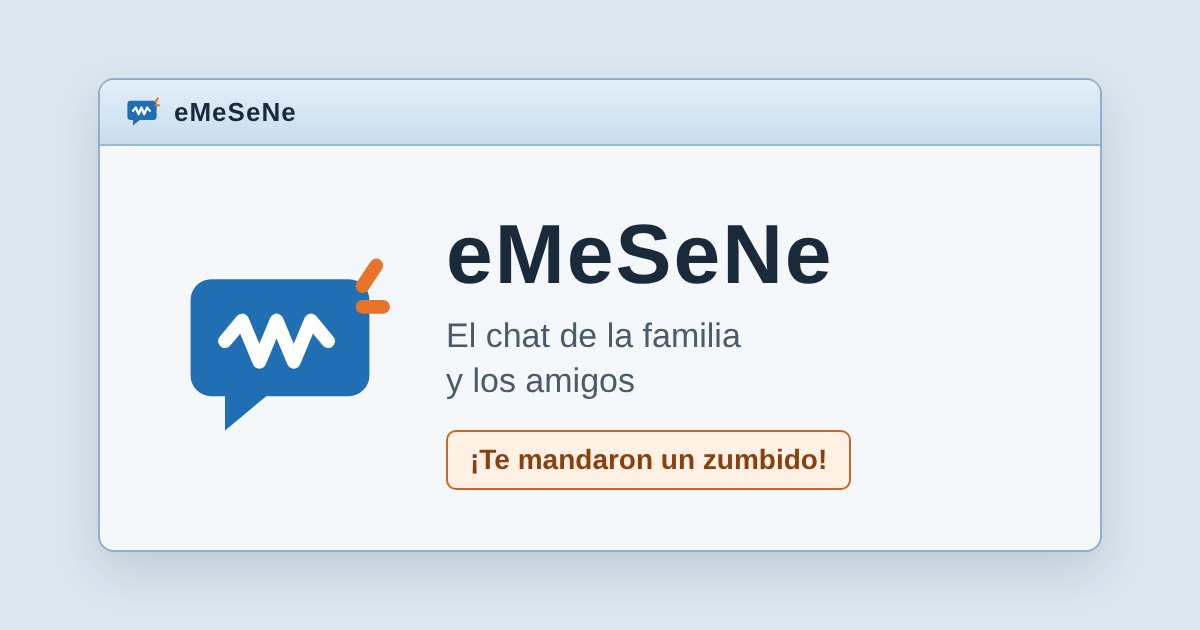 eMeSeNe
eMeSeNe
El chat de la familia
y los amigos
¡Te mandaron un zumbido!